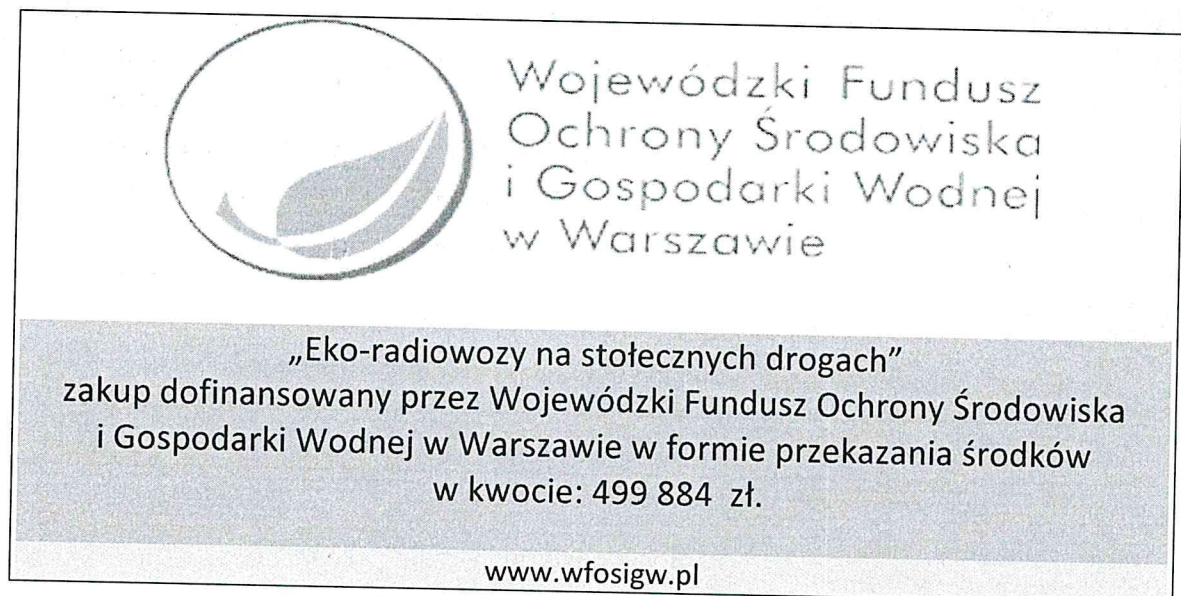 Wojewódzki Fundusz
Ochrony Środowiska
i Gospodarki Wodnej
w Warszawie
„Eko-radiowozy na stołecznych drogach”
zakup dofinansowany przez Wojewódzki Fundusz Ochrony Środowiska
i Gospodarki Wodnej w Warszawie w formie przekazania środków
w kwocie: 499 884 zł.
www.wfosigw.pl